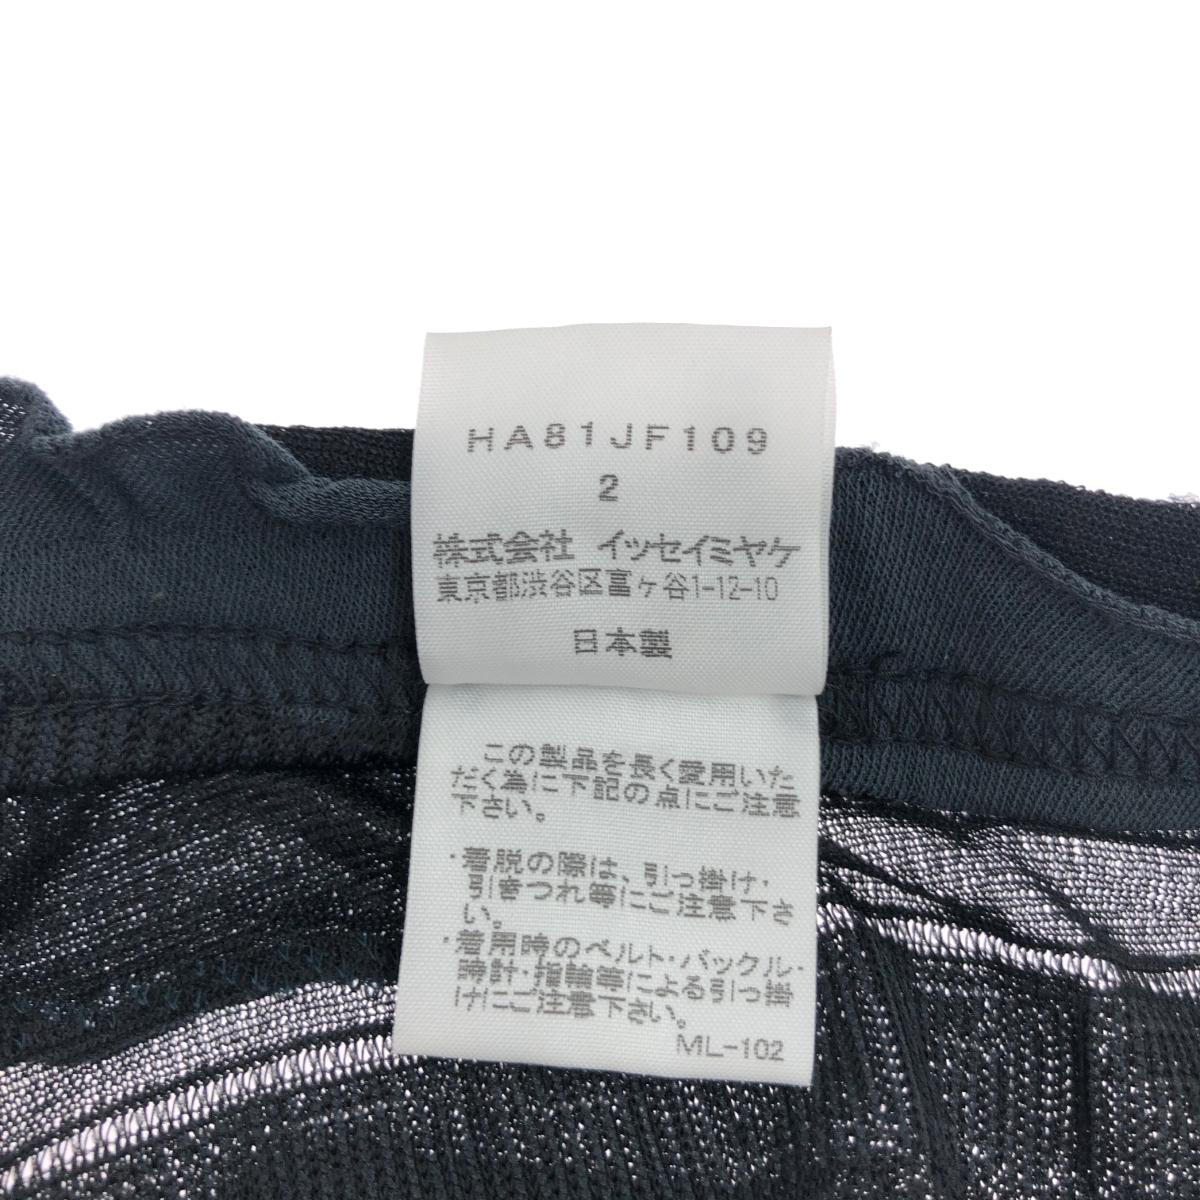 HA81JF109
2
株式会社 イッセイミヤケ
東京都渋谷区富ヶ谷1-12-10
日本製
この製品を長く愛用いた
だく為に下記の点にご注意
下さい。
・着脱の際は、引っ掛け・
引きつれ等にご注意下さ
い。
・着用時のベルト・バックル・
時計・指輪等による引っ掛
けにご注意下さい。
ML-102